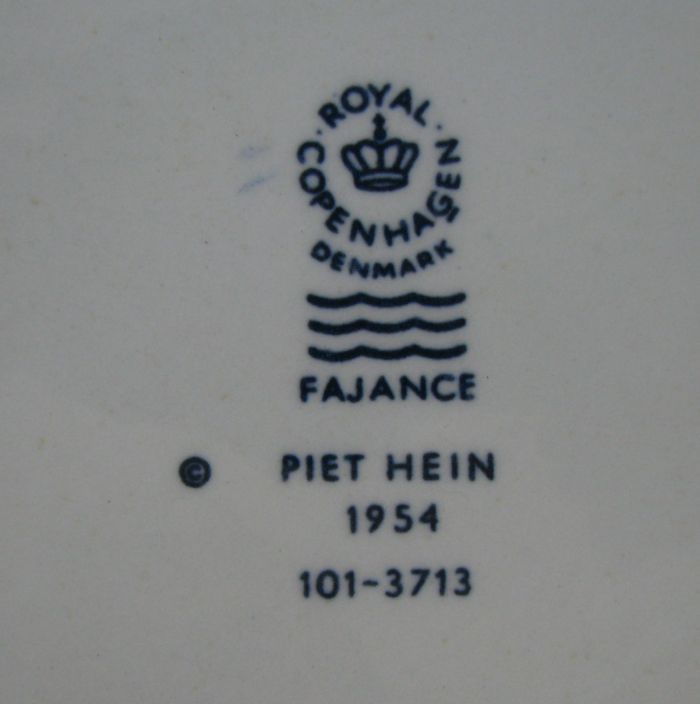 ROYAL
COPENHAGEN
DENMARK
FAJANCE
© PIET HEIN
1954
101-3713